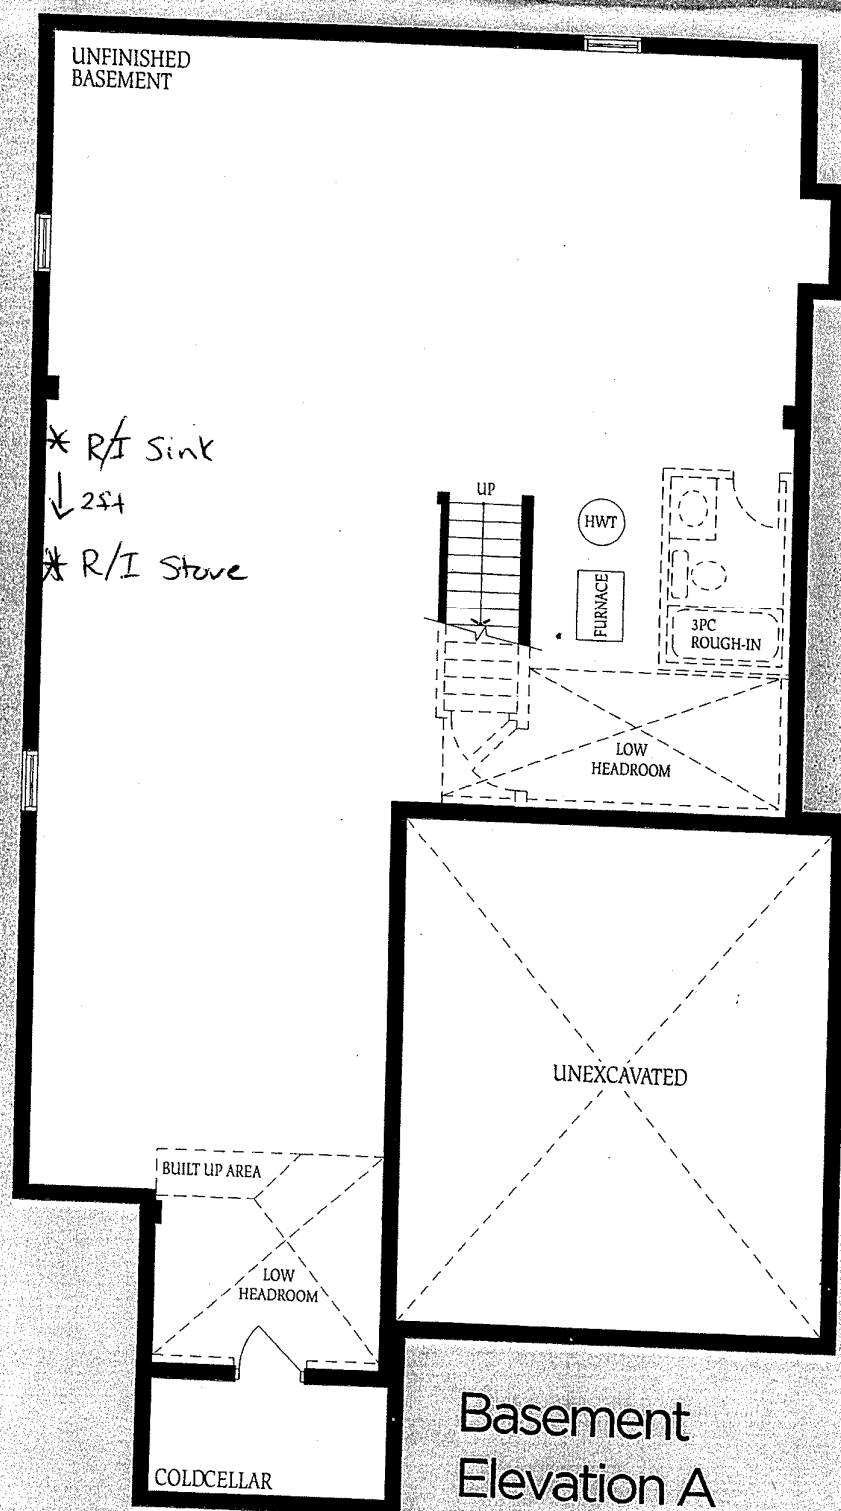 UNFINISHED
BASEMENT
* R/I Sink
↓ 2ft
* R/I Stove
UP
HWT
FURNACE
3PC
ROUGH-IN
LOW
HEADROOM
UNEXCAVATED
BUILT UP AREA
LOW
HEADROOM
COLDCELLAR
Basement
Elevation A